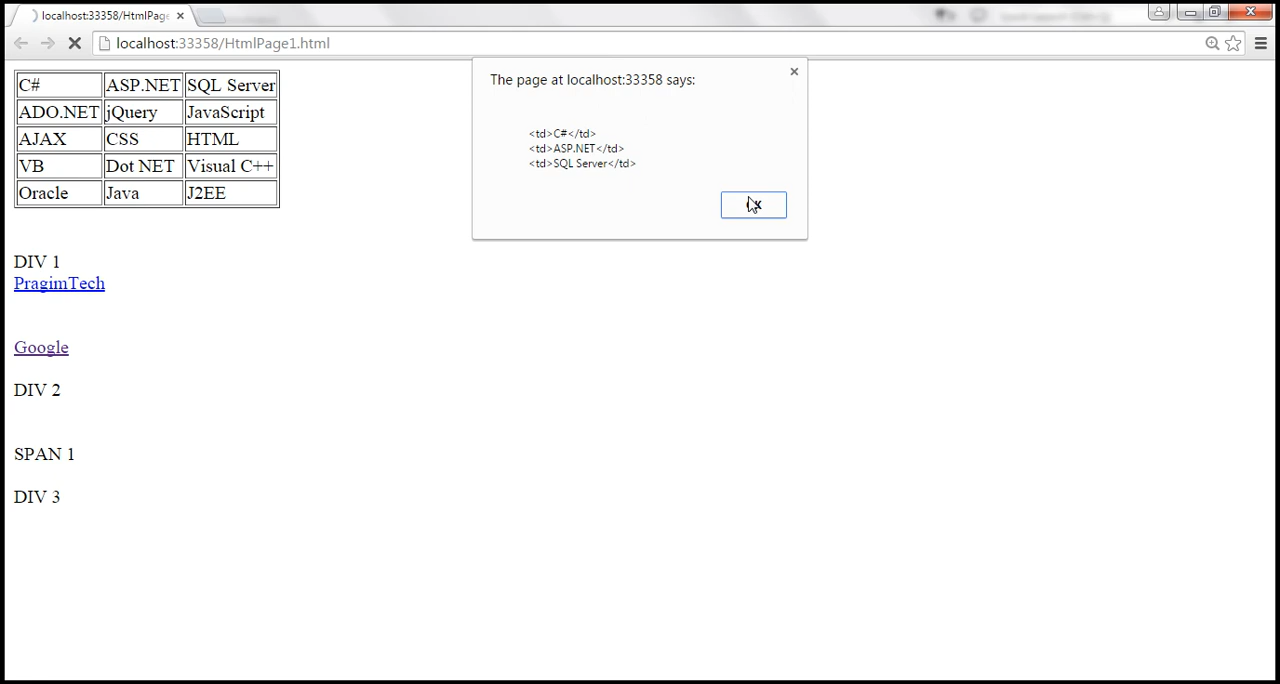 localhost:33358/HtmlPage
localhost:33358/HtmlPage1.html
The page at localhost:33358 says:
<td>C#</td>
<td>ASP.NET</td>
<td>SQL Server</td>
C# ASP.NET SQL Server
ADO.NET jQuery JavaScript
AJAX CSS HTML
VB Dot NET Visual C++
Oracle Java J2EE
DIV 1
PragimTech
Google
DIV 2
SPAN 1
DIV 3